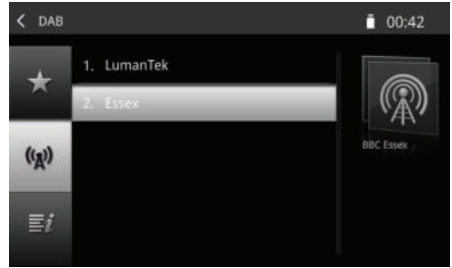 DAB
00:42
1. LumanTek
2. Essex
BBC Essex